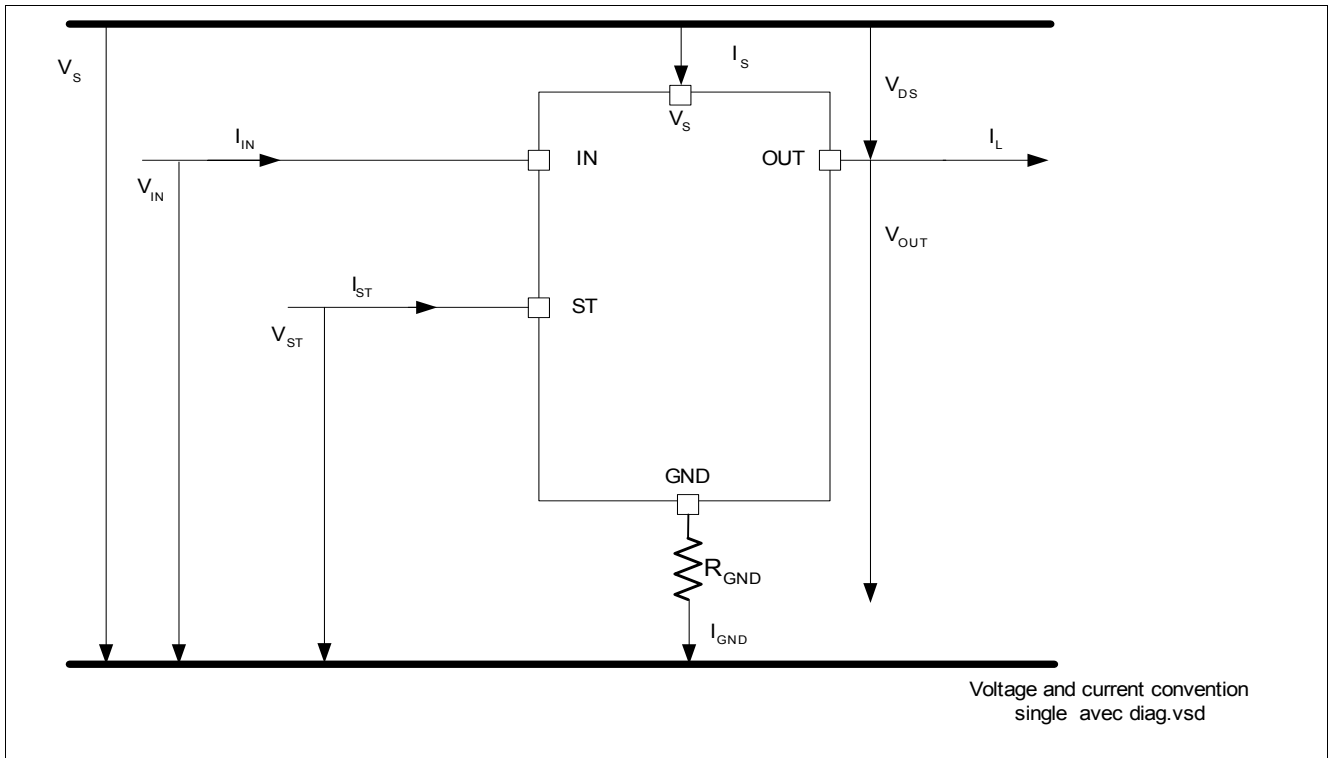 V_S
I_S
V_DS
V_S
I_IN
IN
OUT
I_L
V_IN
V_OUT
I_ST
ST
V_ST
GND
R_GND
I_GND
Voltage and current convention
single avec diag.vsd